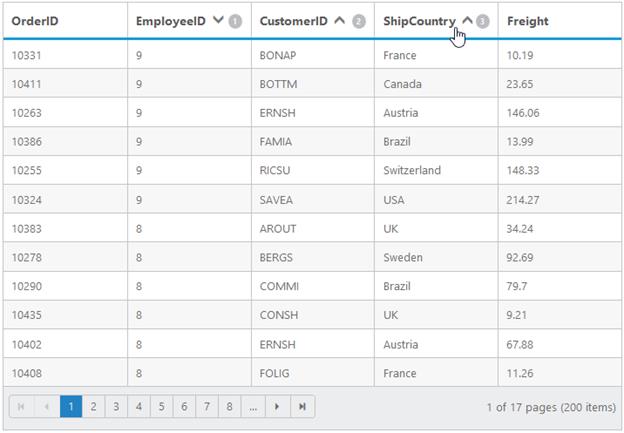 OrderID EmployeeID 1 CustomerID 2 ShipCountry 3 Freight
10331 9 BONAP France 10.19
10411 9 BOTTM Canada 23.65
10263 9 ERNSH Austria 146.06
10386 9 FAMIA Brazil 13.99
10255 9 RICSU Switzerland 148.33
10324 9 SAVEA USA 214.27
10383 8 AROUT UK 34.24
10278 8 BERGS Sweden 92.69
10290 8 COMMI Brazil 79.7
10435 8 CONSH UK 9.21
10402 8 ERNSH Austria 67.88
10408 8 FOLIG France 11.26
1 2 3 4 5 6 7 8 ... 1 of 17 pages (200 items)